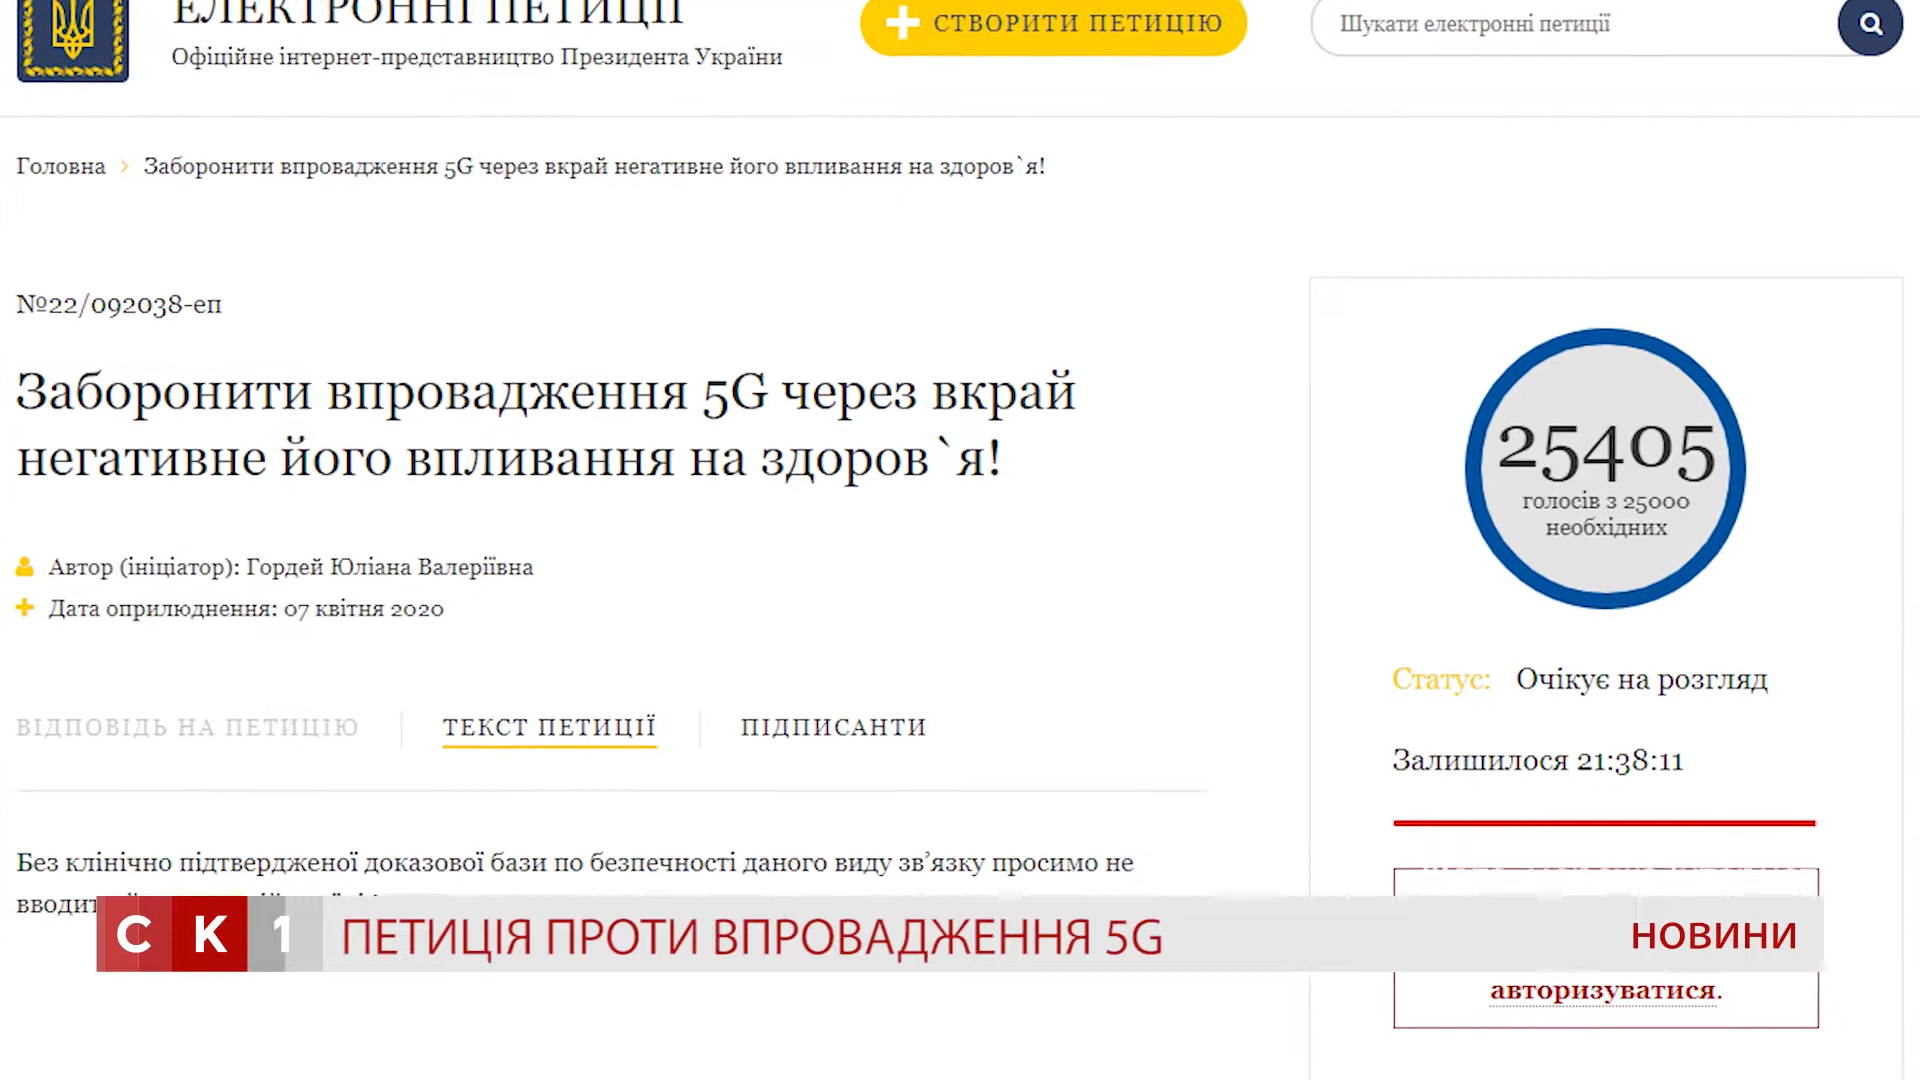 ЕЛЕКТРОННІ ПЕТИЦІЇ
Офіційне інтернет-представництво Президента України
СТВОРИТИ ПЕТИЦІЮ
Шукати електронні петиції
Головна > Заборонити впровадження 5G через вкрай негативне його впливання на здоров`я!
№22/092038-еп
Заборонити впровадження 5G через вкрай
негативне його впливання на здоров`я!
Автор (ініціатор): Гордей Юліана Валеріївна
Дата оприлюднення: 07 квітня 2020
25405
голосів з 25000
необхідних
Статус: Очікує на розгляд
Залишилося 21:38:11
ВІДПОВІДЬ НА ПЕТИЦІЮ
ТЕКСТ ПЕТИЦІЇ
ПІДПИСАНТИ
Без клінічно підтвердженої доказової бази по безпечності даного виду зв’язку просимо не
СК1
ПЕТИЦІЯ ПРОТИ ВПРОВАДЖЕННЯ 5G
НОВИНИ
авторизуватися.